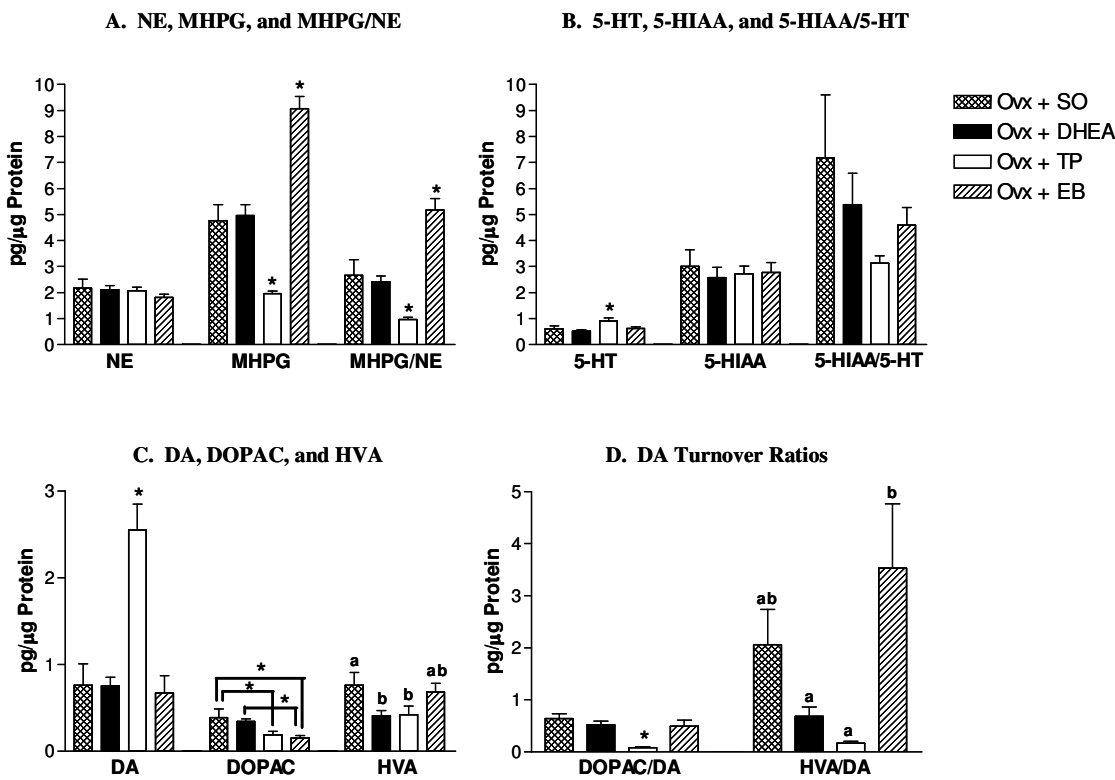 A. NE, MHPG, and MHPG/NE
B. 5-HT, 5-HIAA, and 5-HIAA/5-HT
pg/µg Protein
10
9
8
7
6
5
4
3
2
1
0
*
*
*
*
NE
MHPG
MHPG/NE
pg/µg Protein
10
9
8
7
6
5
4
3
2
1
0
*
5-HT
5-HIAA
5-HIAA/5-HT
Ovx + SO
Ovx + DHEA
Ovx + TP
Ovx + EB
C. DA, DOPAC, and HVA
D. DA Turnover Ratios
pg/µg Protein
3
2
1
0
*
*
*
*
a
b
b
ab
DA
DOPAC
HVA
pg/µg Protein
5
4
3
2
1
0
*
ab
a
a
b
DOPAC/DA
HVA/DA